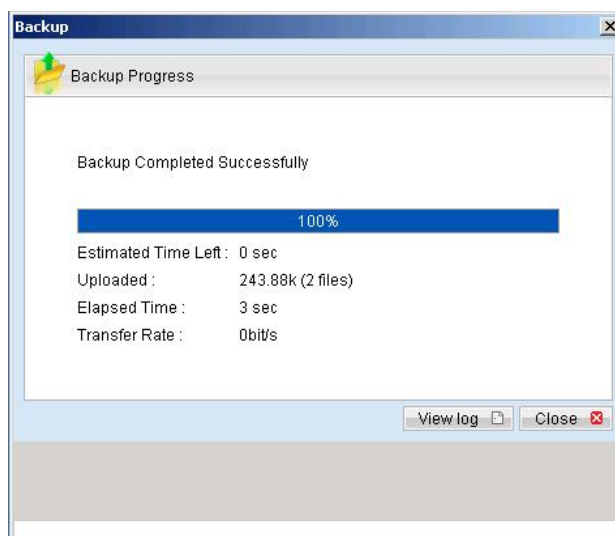 Backup
Backup Progress
Backup Completed Successfully
100%
Estimated Time Left : 0 sec
Uploaded : 243.88k (2 files)
Elapsed Time : 3 sec
Transfer Rate : 0bit/s
View log Close